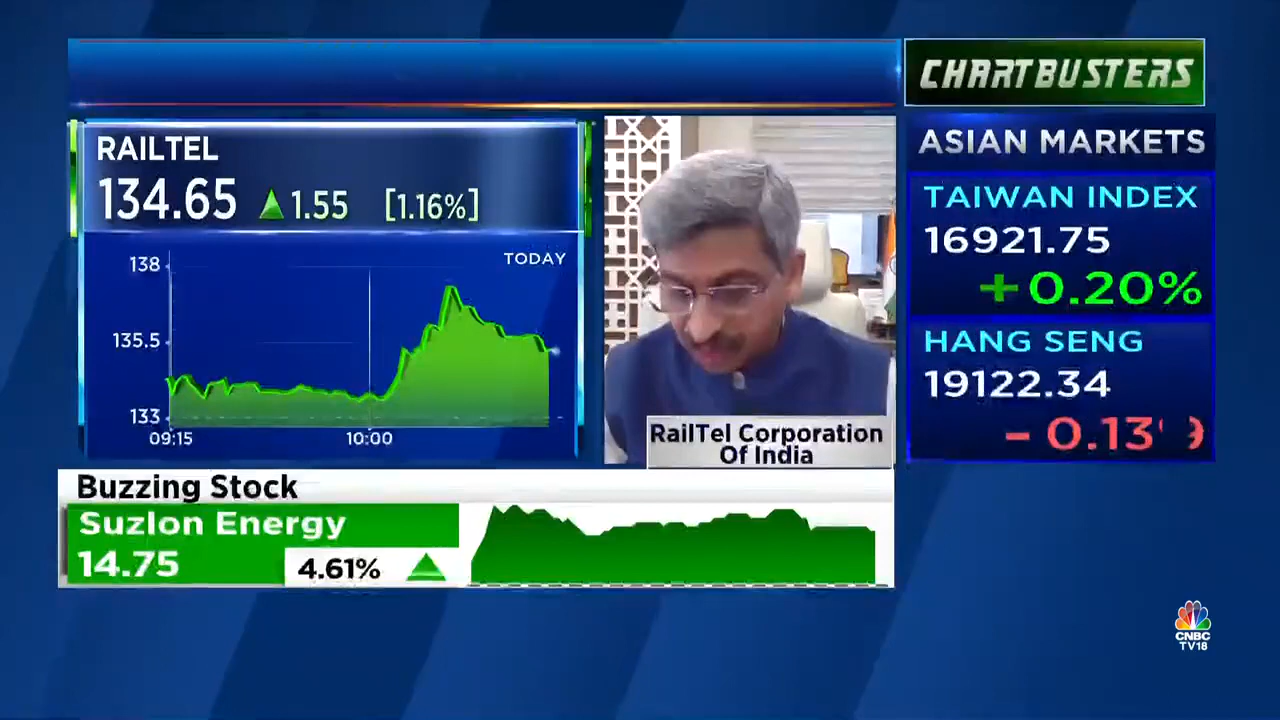 CHARTBUSTERS
RAILTEL
134.65 ▲ 1.55 [1.16%]
TODAY
138
135.5
133
09:15 10:00
RailTel Corporation
Of India
ASIAN MARKETS
TAIWAN INDEX
16921.75
+0.20%
HANG SENG
19122.34
- 0.13
Buzzing Stock
Suzlon Energy
14.75 4.61% ▲
CNBC
TV18